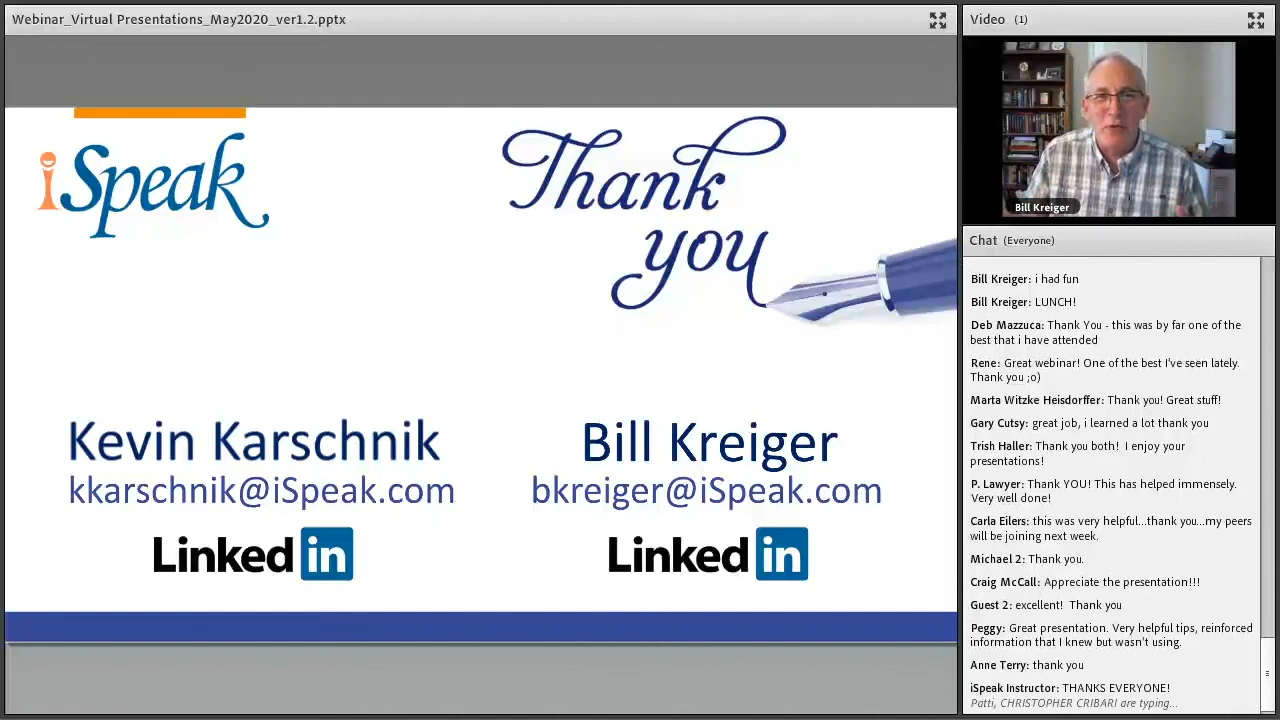 Webinar_Virtual Presentations_May2020_ver1.2.pptx
iSpeak
Thank
you
Kevin Karschnik
kkarschnik@iSpeak.com
Linked in
Bill Kreiger
bkreiger@iSpeak.com
Linked in
Video (1)
Bill Kreiger
Chat (Everyone)
Bill Kreiger: i had fun
Bill Kreiger: LUNCH!
Deb Mazzuca: Thank You - this was by far one of the
best that i have attended
Rene: Great webinar! One of the best I've seen lately.
Thank you ;o)
Marta Witzke Heisdorffer: Thank you! Great stuff!
Gary Cutsy: great job, i learned a lot thank you
Trish Haller: Thank you both! I enjoy your
presentations!
P. Lawyer: Thank YOU! This has helped immensely.
Very well done!
Carla Eilers: this was very helpful...thank you...my peers
will be joining next week.
Michael 2: Thank you.
Craig McCall: Appreciate the presentation!!!
Guest 2: excellent! Thank you
Peggy: Great presentation. Very helpful tips, reinforced
information that I knew but wasn't using.
Anne Terry: thank you
iSpeak Instructor: THANKS EVERYONE!
Patti, CHRISTOPHER CRIBARI are typing...